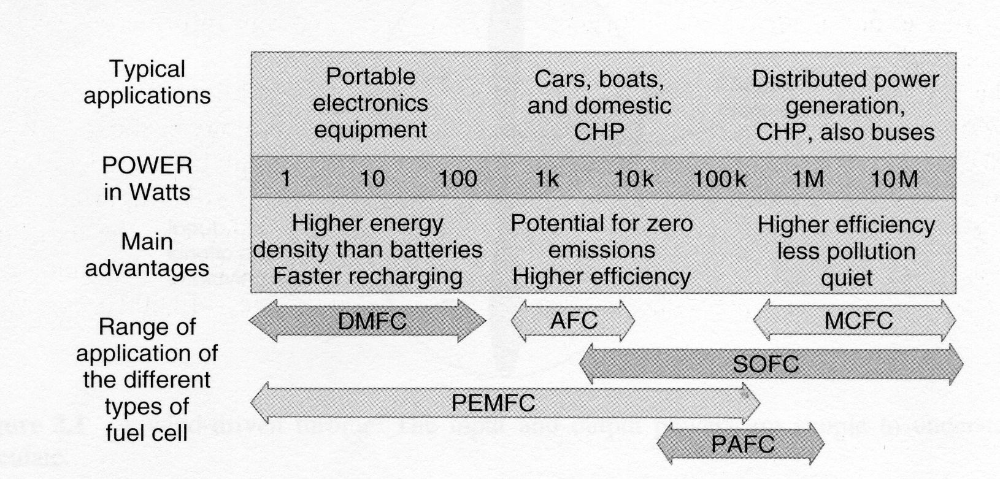 Typical
applications
Portable
electronics
equipment
Cars, boats,
and domestic
CHP
Distributed power
generation,
CHP, also buses
POWER
in Watts
1 10 100 1k 10k 100k 1M 10M
Main
advantages
Higher energy
density than batteries
Faster recharging
Potential for zero
emissions
Higher efficiency
Higher efficiency
less pollution
quiet
Range of
application of
the different
types of
fuel cell
DMFC
AFC
MCFC
SOFC
PEMFC
PAFC